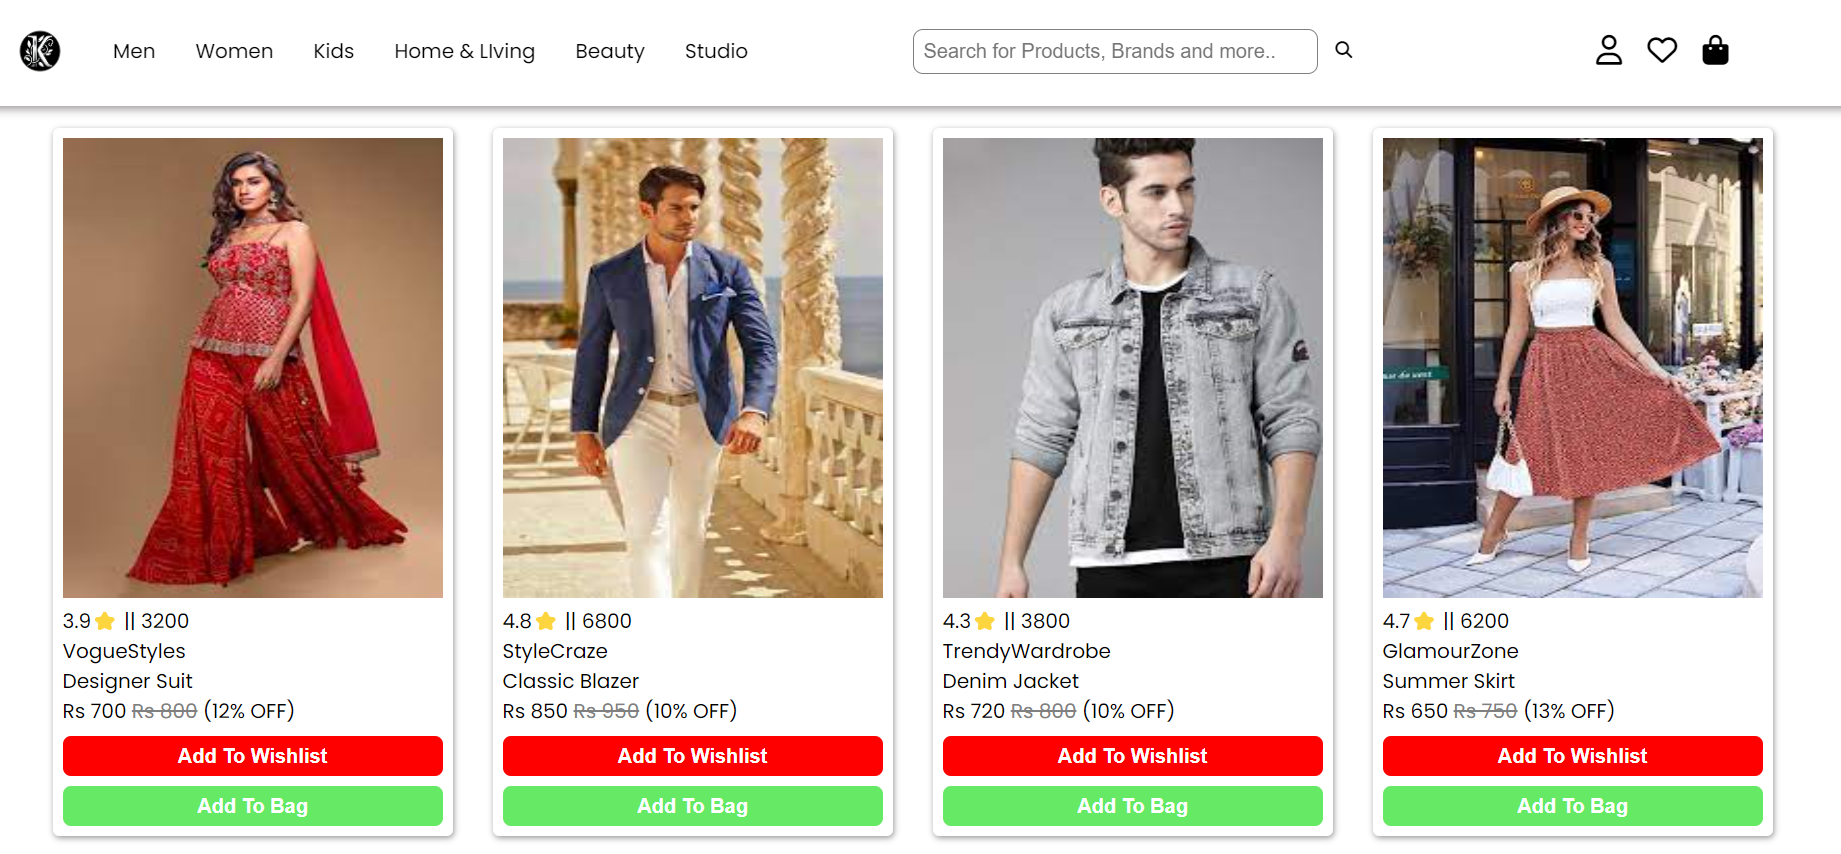 Men Women Kids Home & LIving Beauty Studio Search for Products, Brands and more..
3.9 || 3200
VogueStyles
Designer Suit
Rs 700 Rs 800 (12% OFF)
Add To Wishlist
Add To Bag
4.8 || 6800
StyleCraze
Classic Blazer
Rs 850 Rs 950 (10% OFF)
Add To Wishlist
Add To Bag
4.3 || 3800
TrendyWardrobe
Denim Jacket
Rs 720 Rs 800 (10% OFF)
Add To Wishlist
Add To Bag
4.7 || 6200
GlamourZone
Summer Skirt
Rs 650 Rs 750 (13% OFF)
Add To Wishlist
Add To Bag